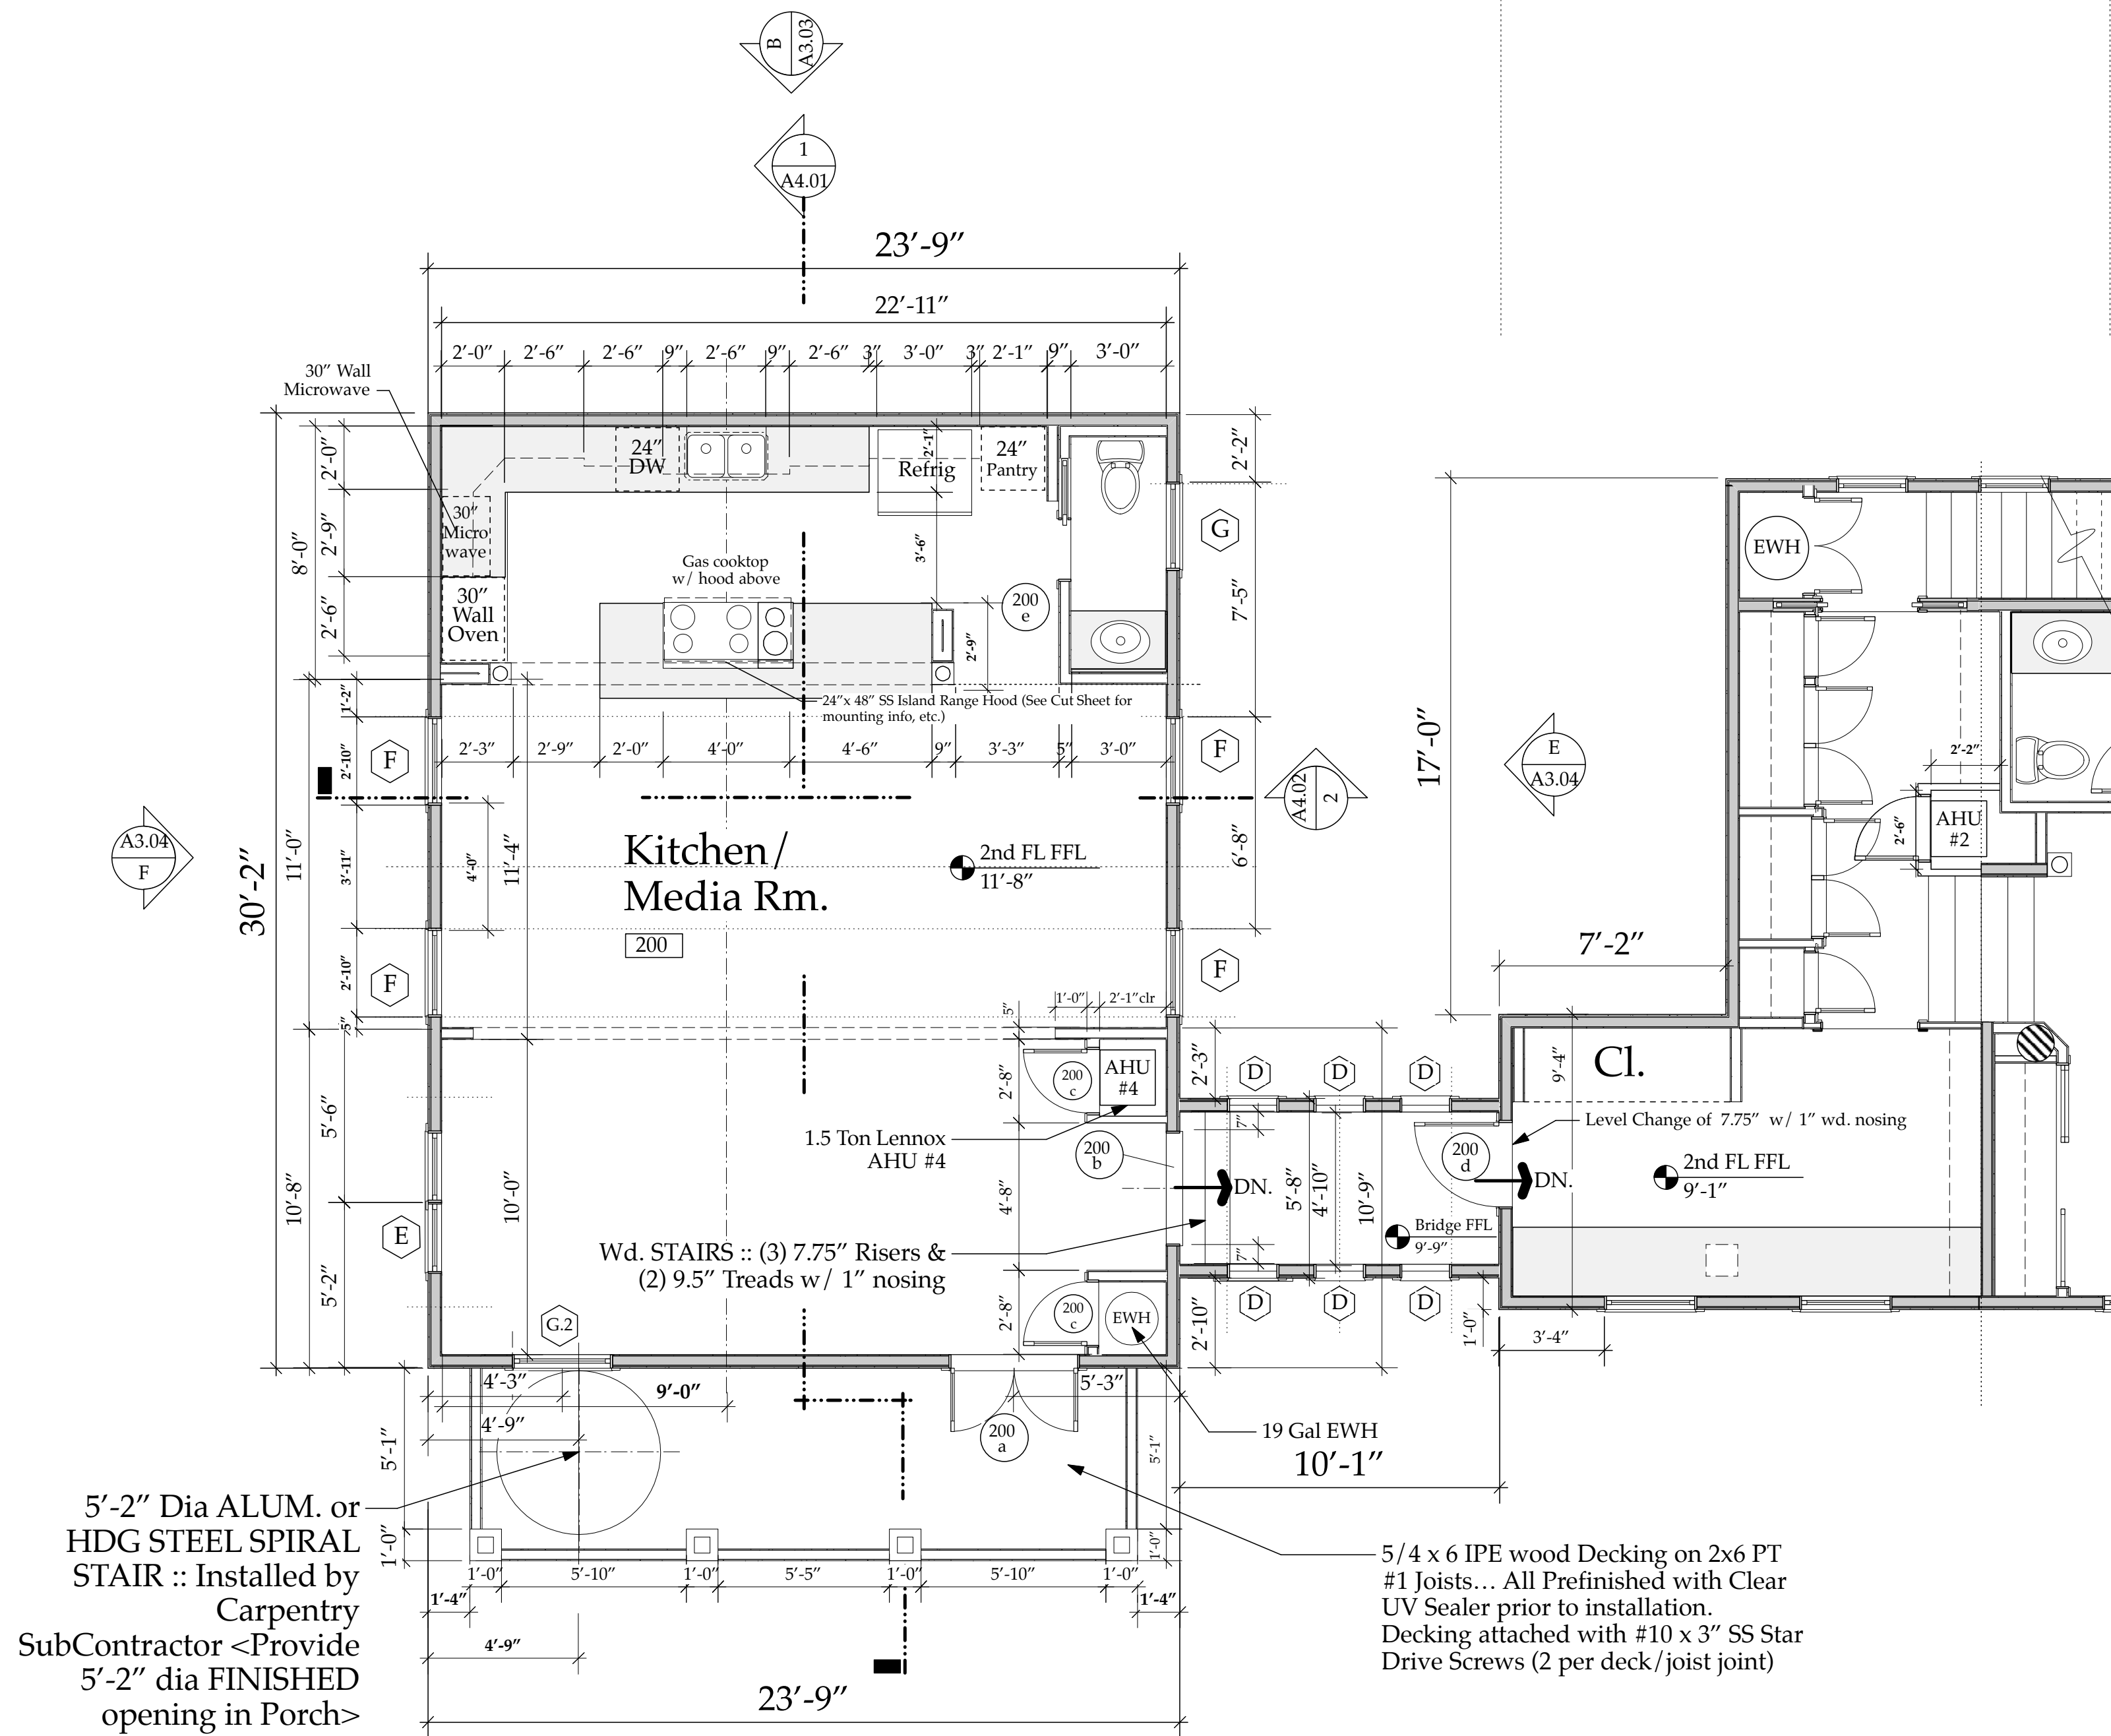 B
A3.03
1
A4.01
23'-9"
22'-11"
2'-0" 2'-6" 2'-6" 9" 2'-6" 9" 2'-6" 3" 3'-0" 3" 2'-1" 9" 3'-0"
30" Wall
Microwave
2'-0"
2'-9"
2'-6"
8'-0"
24"
DW
2'-1"
Refrig
24"
Pantry
2'-2"
30"
Micro
wave
3'-6"
G
EWH
Gas cooktop
w/ hood above
30"
Wall
Oven
200
e
7'-5"
2'-9"
1'-2"
24"x 48" SS Island Range Hood (See Cut Sheet for
mounting info, etc.)
2'-3" 2'-9" 2'-0" 4'-0" 4'-6" 9" 3'-3" 5" 3'-0"
F
2'-10"
F
A4.02
2
17'-0"
E
A3.04
2'-2"
2'-6"
AHU
#2
A3.04
F
30'-2"
11'-0"
3'-11"
4'-0"
11'-4"
Kitchen/
Media Rm.
2nd FL FFL
11'-8"
6'-8"
200
7'-2"
F
2'-10"
F
5"
1'-0" 2'-1"clr
5"
2'-8"
200
c
AHU
#4
2'-3"
D D D
9'-4"
Cl.
Level Change of 7.75" w/ 1" wd. nosing
5'-6"
1.5 Ton Lennox
AHU #4
200
b
7"
200
d
DN.
DN.
2nd FL FFL
9'-1"
10'-8"
10'-0"
4'-8"
5'-8"
4'-10"
10'-9"
E
Bridge FFL
9'-9"
Wd. STAIRS :: (3) 7.75" Risers &
(2) 9.5" Treads w/ 1" nosing
7"
5'-2"
G.2
2'-8"
200
c
EWH
2'-10"
D D D
1'-0"
3'-4"
4'-3"
9'-0"
5'-3"
4'-9"
200
a
19 Gal EWH
10'-1"
5'-1"
5'-1"
5'-2" Dia ALUM. or
HDG STEEL SPIRAL
STAIR :: Installed by
Carpentry
SubContractor <Provide
5'-2" dia FINISHED
opening in Porch>
1'-0"
1'-0"
1'-0" 5'-10" 1'-0" 5'-5" 1'-0" 5'-10" 1'-0"
1'-4"
1'-4"
5/4 x 6 IPE wood Decking on 2x6 PT
#1 Joists... All Prefinished with Clear
UV Sealer prior to installation.
Decking attached with #10 x 3" SS Star
Drive Screws (2 per deck/joist joint)
4'-9"
23'-9"